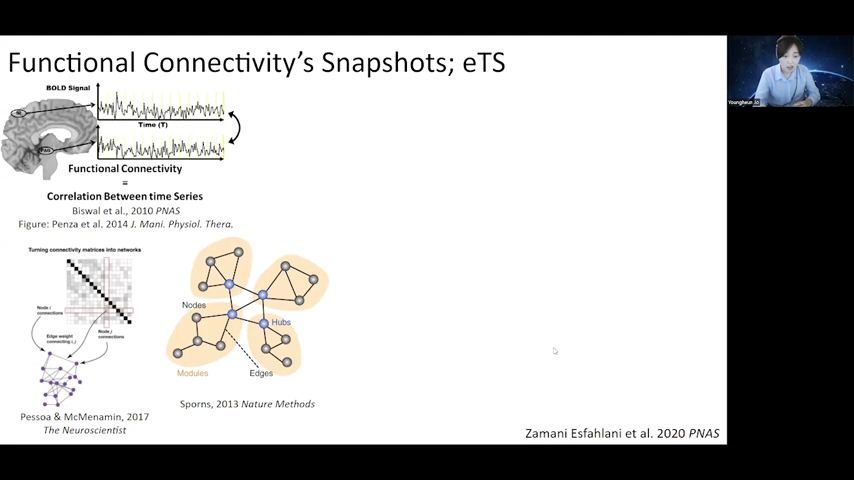 Functional Connectivity's Snapshots; eTS
BOLD Signal
Time (T)
PAG
Functional Connectivity
=
Correlation Between time Series
Biswal et al., 2010 PNAS
Figure: Penza et al. 2014 J. Mani. Physiol. Thera.
Turning connectivity matrices into networks
Node i
connections
Node j
connections
Edge weight
connecting i,j
Pessoa & McMenamin, 2017
The Neuroscientist
Nodes
Hubs
Modules
Edges
Sporns, 2013 Nature Methods
Zamani Esfahlani et al. 2020 PNAS
Youngheun Jo